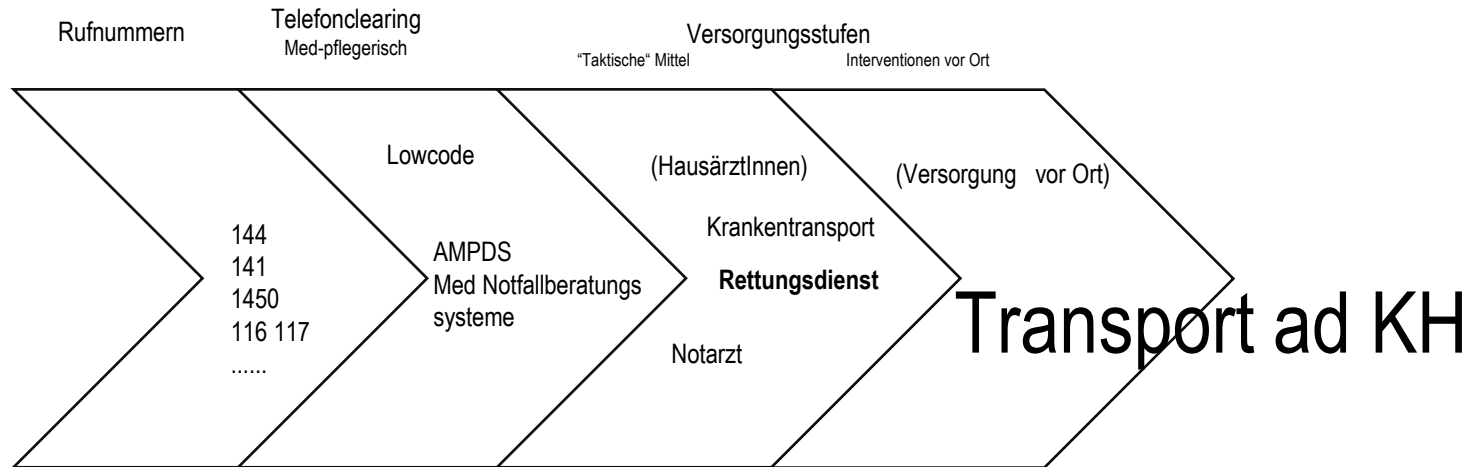 Rufnummern
Telefonclearing
Med-pflegerisch
Versorgungsstufen
“Taktische“ Mittel
Interventionen vor Ort
144
141
1450
116 117
......
Lowcode
AMPDS
Med Notfallberatungs
systeme
(HausärztInnen)
Krankentransport
Rettungsdienst
Notarzt
(Versorgung vor Ort)
Transport ad KH